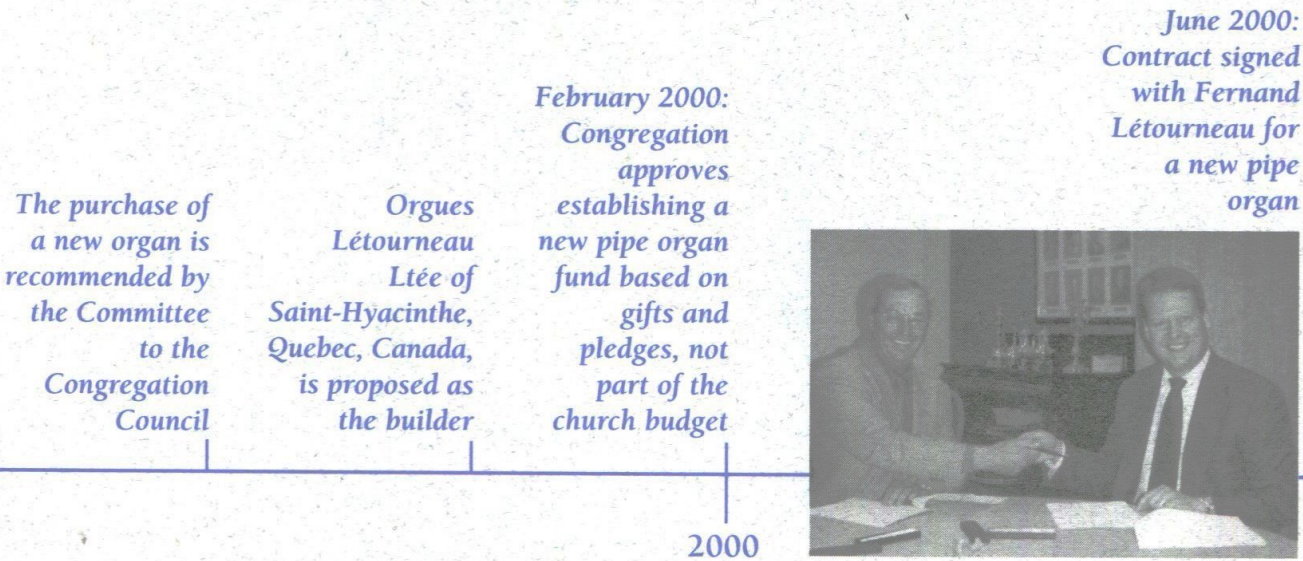 The purchase of
a new organ is
recommended by
the Committee
to the
Congregation
Council
Orgues
Létourneau
Ltée of
Saint-Hyacinthe,
Quebec, Canada,
is proposed as
the builder
February 2000:
Congregation
approves
establishing a
new pipe organ
fund based on
gifts and
pledges, not
part of the
church budget
June 2000:
Contract signed
with Fernand
Létourneau for
a new pipe
organ
2000